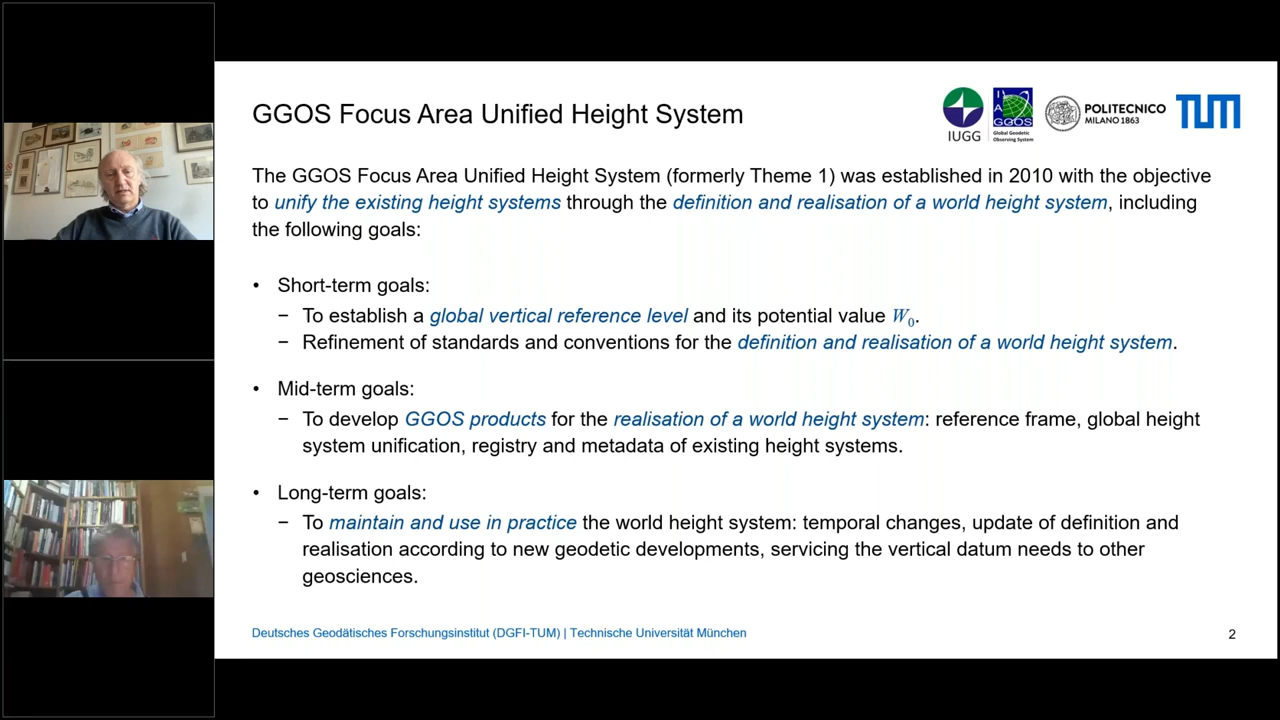 GGOS Focus Area Unified Height System
IUGG
I A G
GGOS
Global Geodetic
Observing System
POLITECNICO
MILANO 1863
TUM
The GGOS Focus Area Unified Height System (formerly Theme 1) was established in 2010 with the objective
to unify the existing height systems through the definition and realisation of a world height system, including
the following goals:
• Short-term goals:
− To establish a global vertical reference level and its potential value W₀.
− Refinement of standards and conventions for the definition and realisation of a world height system.
• Mid-term goals:
− To develop GGOS products for the realisation of a world height system: reference frame, global height
system unification, registry and metadata of existing height systems.
• Long-term goals:
− To maintain and use in practice the world height system: temporal changes, update of definition and
realisation according to new geodetic developments, servicing the vertical datum needs to other
geosciences.
Deutsches Geodätisches Forschungsinstitut (DGFI-TUM) | Technische Universität München
2